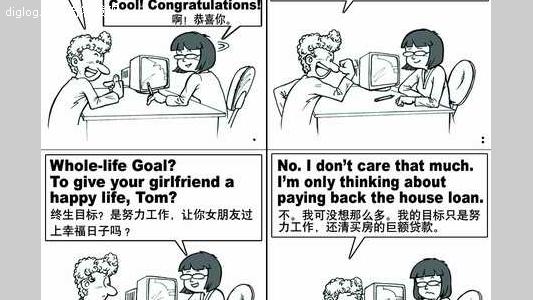 diglog.
Cool! Congratulations!
啊！恭喜你。
Whole-life Goal?
To give your girlfriend a
happy life, Tom?
终生目标？是努力工作，让你女朋友过
上幸福日子吗？
No. I don't care that much.
I'm only thinking about
paying back the house loan.
不。我可没想那么多。我的目标只是努
力工作，还清买房的巨额贷款。